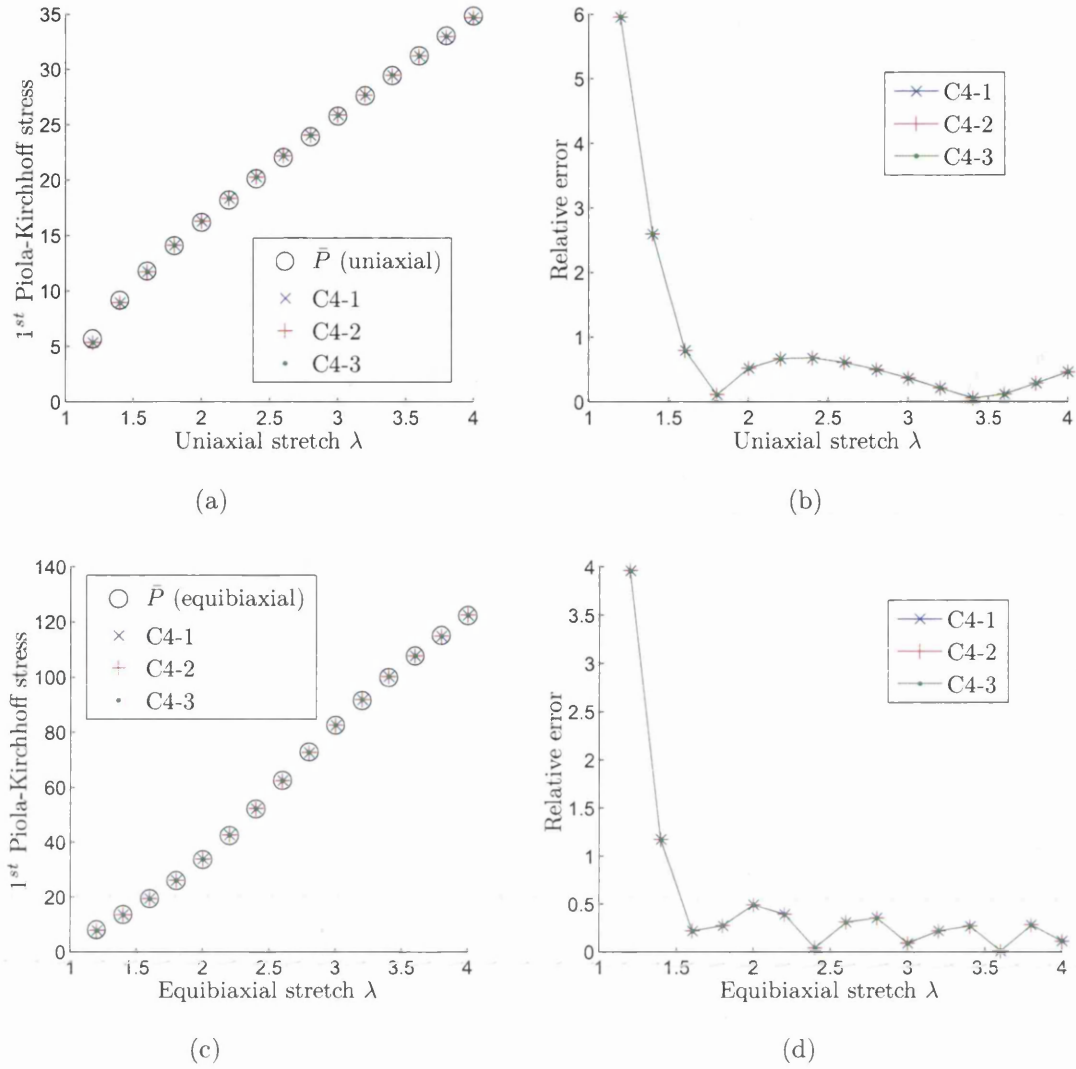 35
30
25
20
15
10
5
0
1st Piola-Kirchhoff stress
P̄ (uniaxial)
C4-1
C4-2
C4-3
1 1.5 2 2.5 3 3.5 4
Uniaxial stretch λ
(a)
6
5
4
3
2
1
0
Relative error
C4-1
C4-2
C4-3
1 1.5 2 2.5 3 3.5 4
Uniaxial stretch λ
(b)
140
120
100
80
60
40
20
0
1st Piola-Kirchhoff stress
P̄ (equibiaxial)
C4-1
C4-2
C4-3
1 1.5 2 2.5 3 3.5 4
Equibiaxial stretch λ
(c)
4
3.5
3
2.5
2
1.5
1
0.5
0
Relative error
C4-1
C4-2
C4-3
1 1.5 2 2.5 3 3.5 4
Equibiaxial stretch λ
(d)